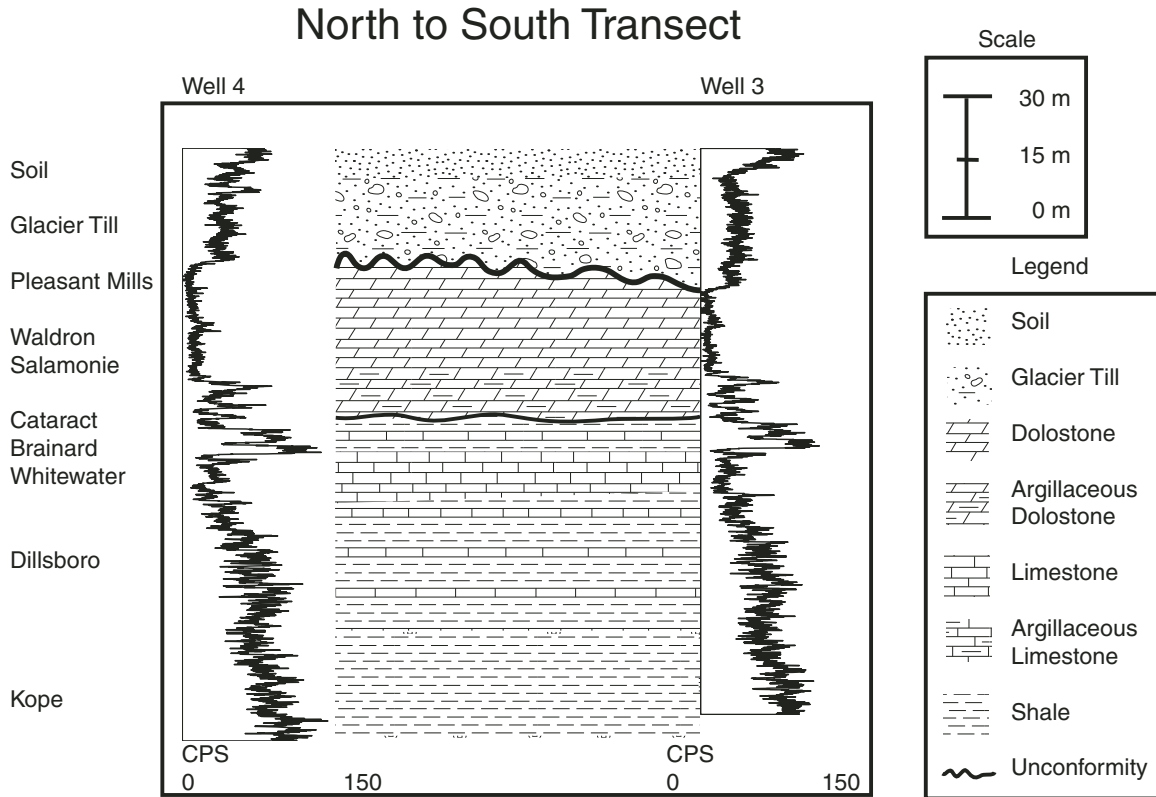 North to South Transect
Well 4
Well 3
Soil
Glacier Till
Pleasant Mills
Waldron
Salamonie
Cataract
Brainard
Whitewater
Dillsboro
Kope
CPS
0
150
CPS
0
150
Scale
30 m
15 m
0 m
Legend
Soil
Glacier Till
Dolostone
Argillaceous
Dolostone
Limestone
Argillaceous
Limestone
Shale
Unconformity